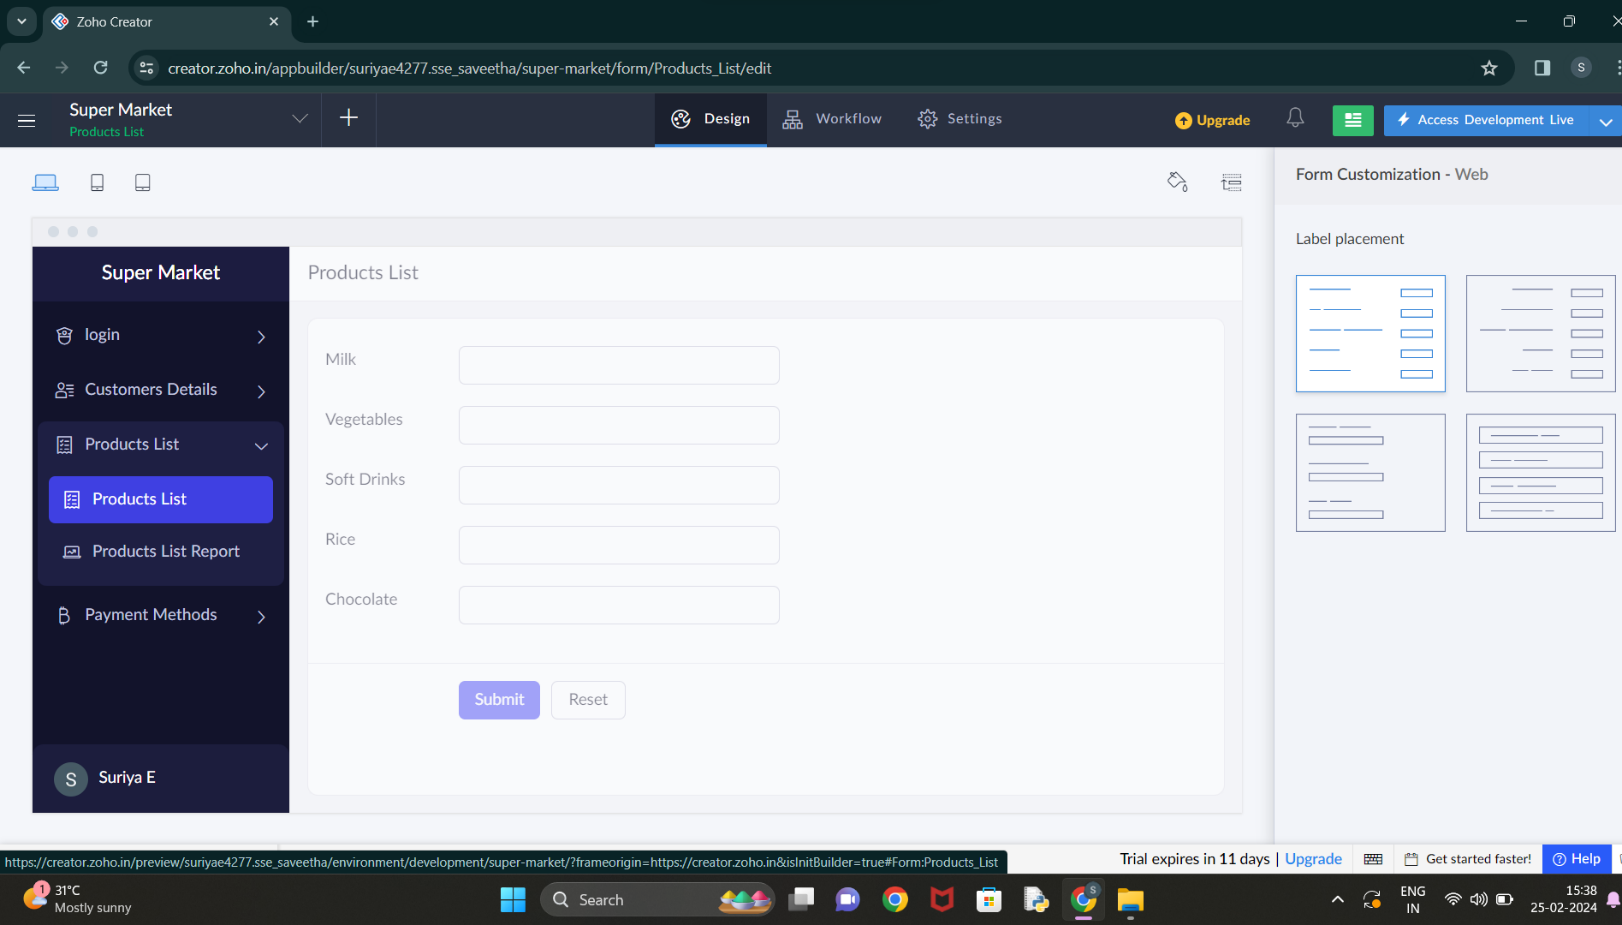 Zoho Creator
creator.zoho.in/appbuilder/suriyae4277.sse_saveetha/super-market/form/Products_List/edit
S
Super Market
Products List
Design
Workflow
Settings
Upgrade
Access Development Live
Form Customization - Web
Label placement
Super Market
login
Customers Details
Products List
Products List
Products List Report
Payment Methods
S
Suriya E
Products List
Milk
Vegetables
Soft Drinks
Rice
Chocolate
Submit
Reset
https://creator.zoho.in/preview/suriyae4277.sse_saveetha/environment/development/super-market/?frameorigin=https://creator.zoho.in&isInitBuilder=true#Form:Products_List
Trial expires in 11 days | Upgrade
Get started faster!
Help
1
31°C
Mostly sunny
Search
S
ENG
IN
15:38
25-02-2024